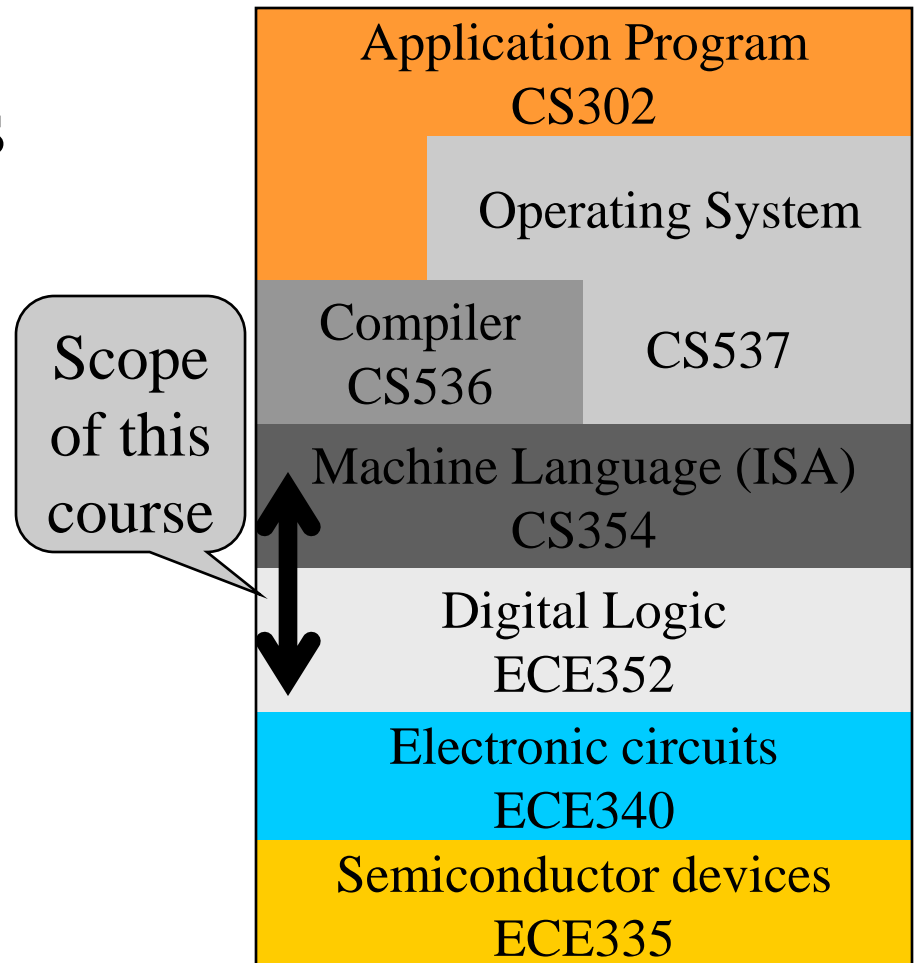 Application Program
CS302
Operating System
Compiler
CS536
CS537
Scope
of this
course
Machine Language (ISA)
CS354
Digital Logic
ECE352
Electronic circuits
ECE340
Semiconductor devices
ECE335